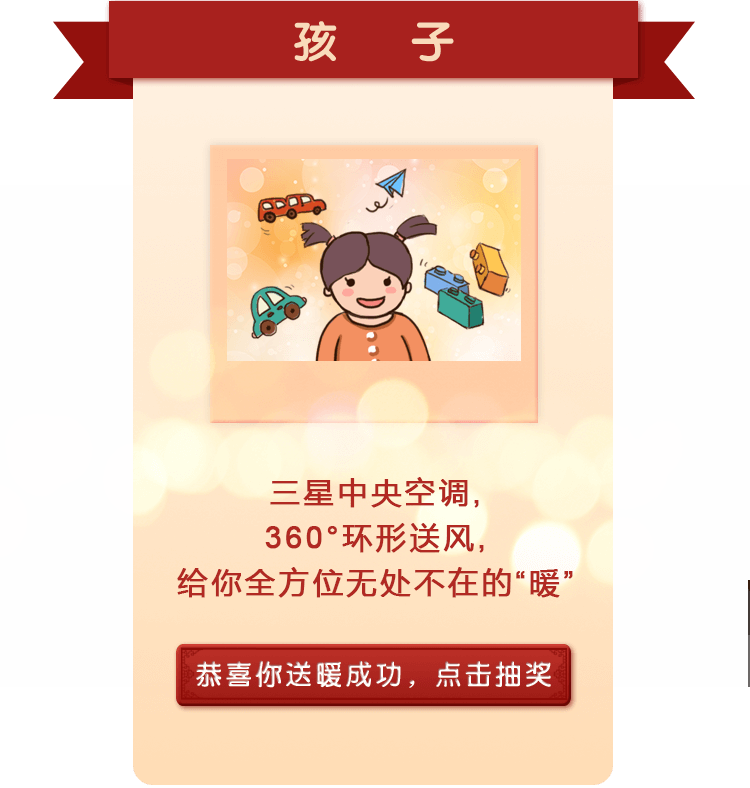 孩 子
三星中央空调,
360°环形送风,
给你全方位无处不在的“暖”
恭喜你送暖成功，点击抽奖